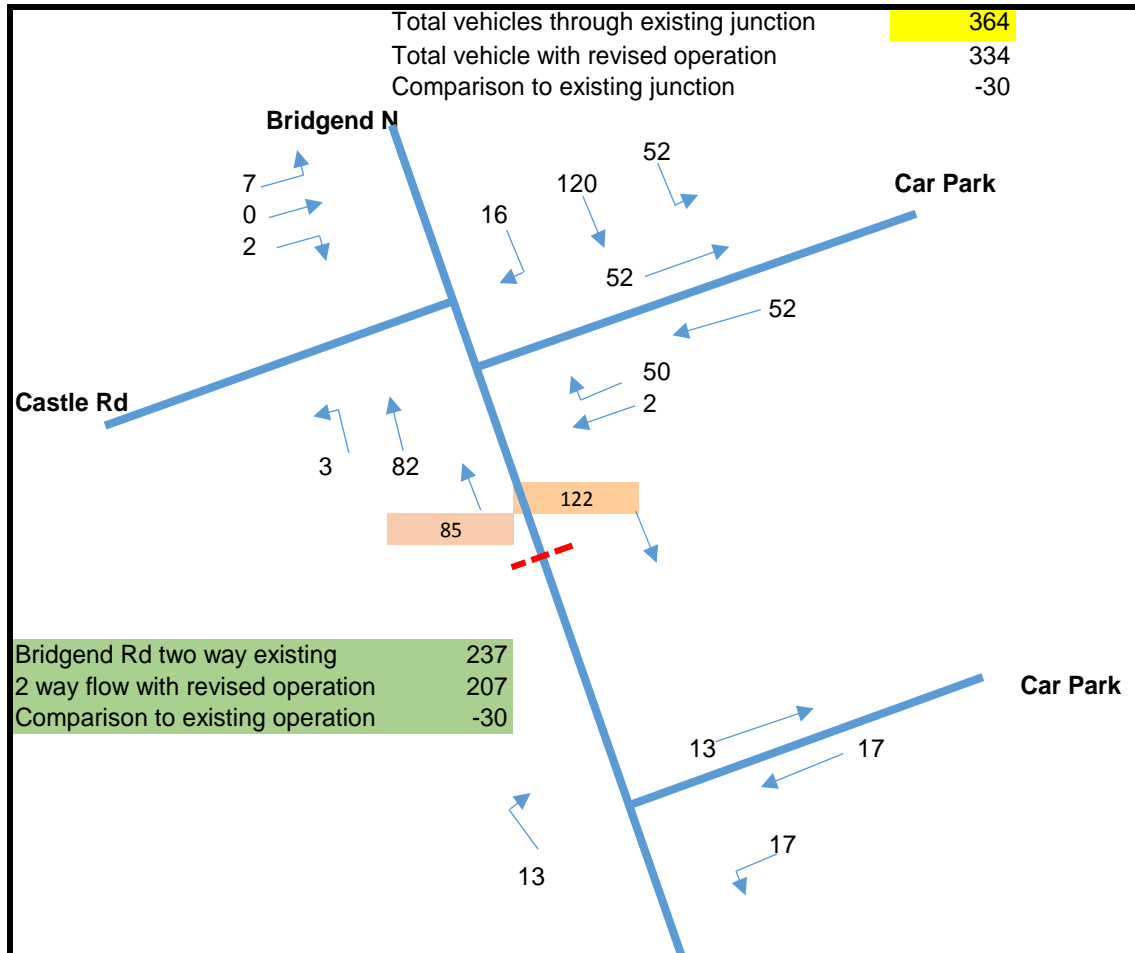 Total vehicles through existing junction 364
Total vehicle with revised operation 334
Comparison to existing junction -30
Bridgend N
52
7
120
Car Park
0
16
2
52
52
50
Castle Rd
2
3
82
122
85
Bridgend Rd two way existing 237
2 way flow with revised operation 207
Comparison to existing operation -30
Car Park
13
17
17
13